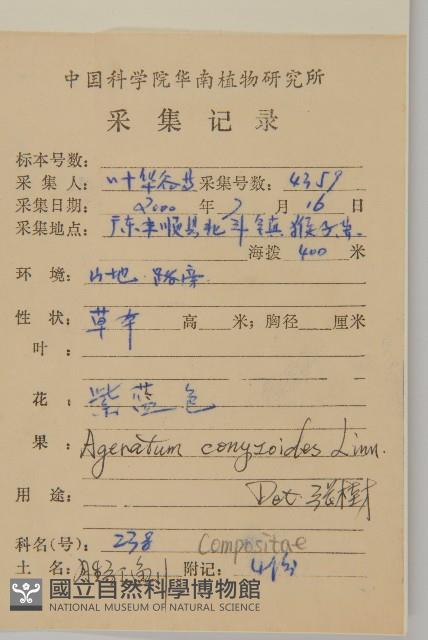 中国科学院华南植物研究所
采集记录
标本号数:
采集人: 叶华谷等 采集号数: 4359
采集日期: 2000 年 7 月 16 日
采集地点: 广东丰顺县北斗镇猴子
海拨 400 米
环境: 山地.路旁
性状: 草本 高 米; 胸径 厘米
叶:
花: 紫蓝色
果: Ageratum conyzoides Linn.
用途: Det. 張樹
科名(号): 238 Compositae
土名: 附记: 4份
國立自然科學博物館
NATIONAL MUSEUM OF NATURAL SCIENCE